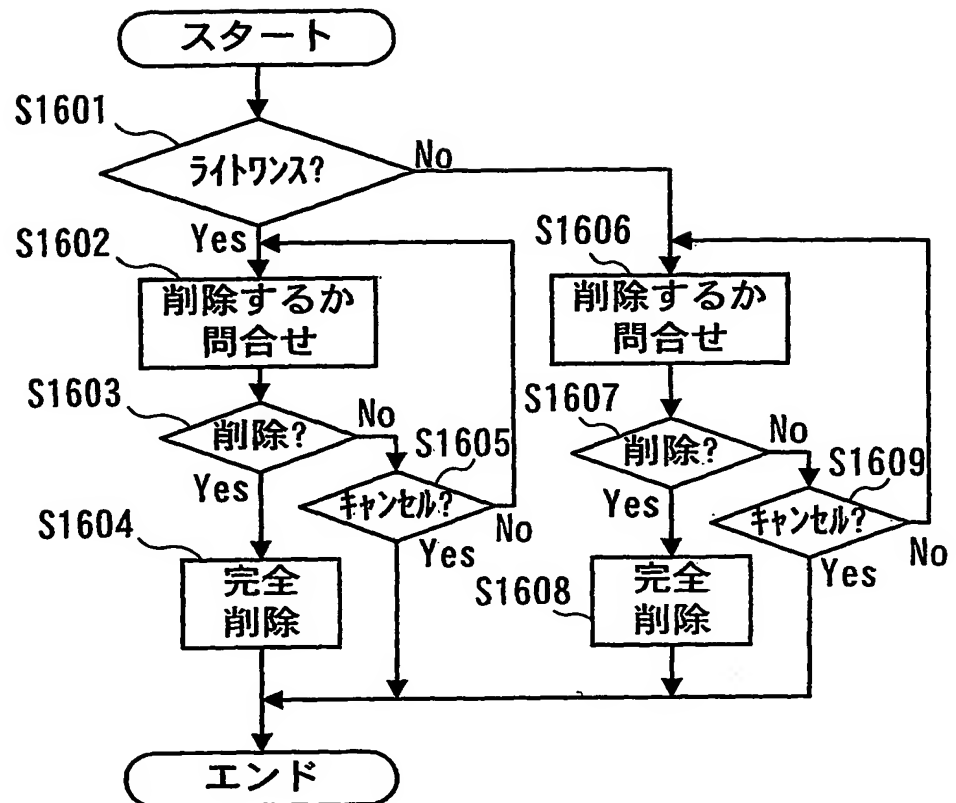 スタート
S1601
ライトワンス?
No
Yes
S1602
削除するか
問合せ
S1606
削除するか
問合せ
S1603
削除?
No
S1605
Yes
キャンセル?
No
Yes
S1604
完全
削除
S1607
削除?
No
S1609
Yes
キャンセル?
No
Yes
S1608
完全
削除
エンド